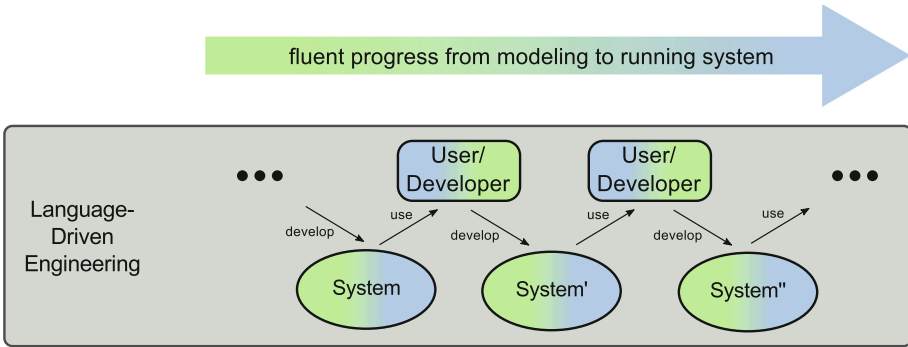 fluent progress from modeling to running system
User/
Developer
User/
Developer
Language-
Driven
Engineering
develop
use
develop
use
develop
use
System
System'
System''